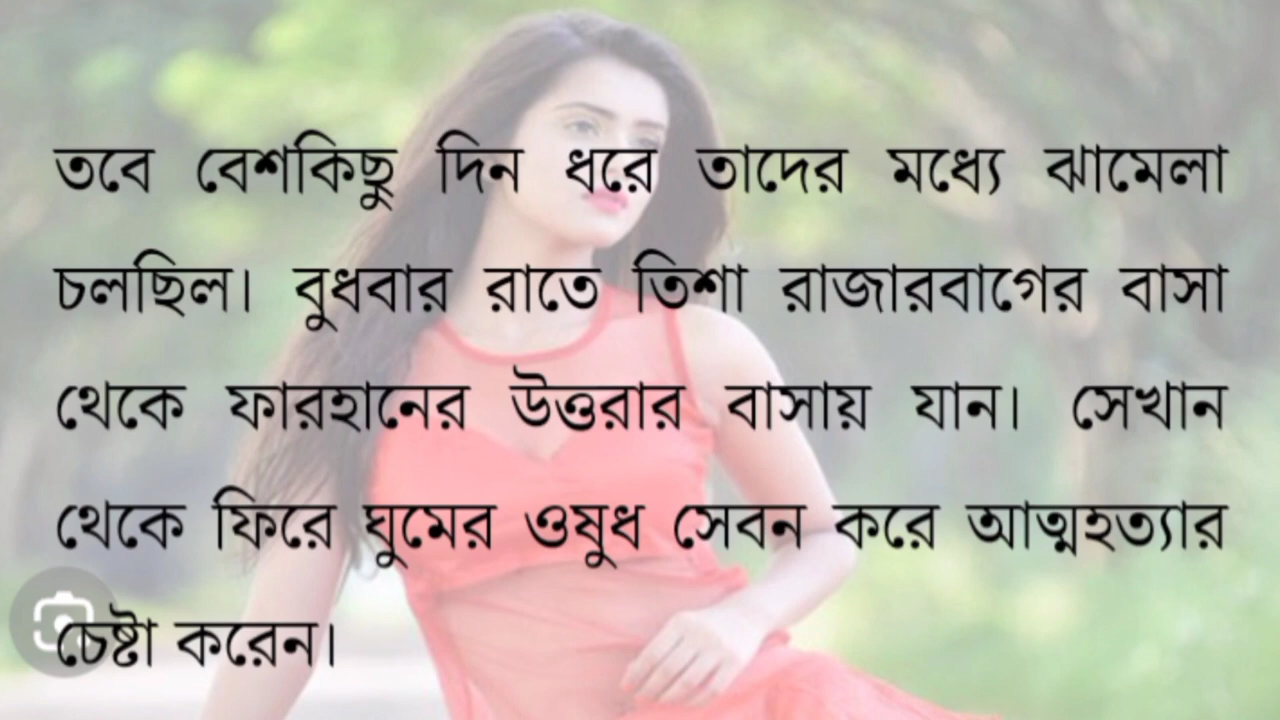 তবে বেশকিছু দিন ধরে তাদের মধ্যে ঝামেলা
চলছিল। বুধবার রাতে তিশা রাজারবাগের বাসা
থেকে ফারহানের উত্তরার বাসায় যান। সেখান
থেকে ফিরে ঘুমের ওষুধ সেবন করে আত্মহত্যার
চেষ্টা করেন।